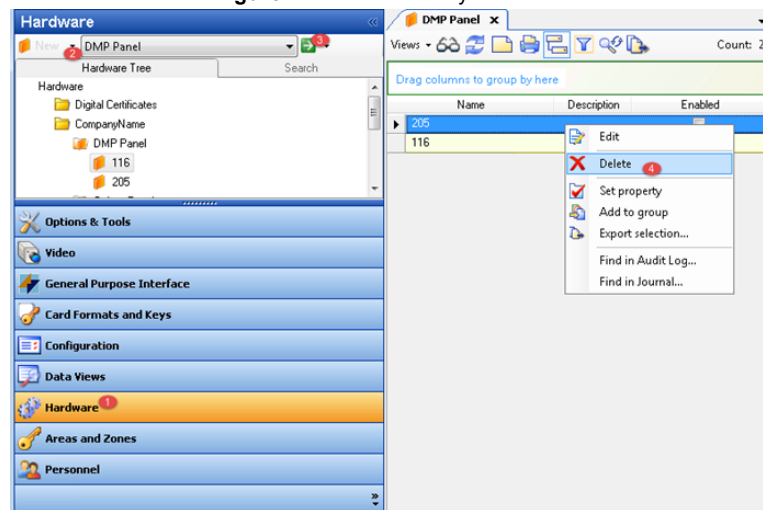 Hardware
New
DMP Panel
3
2
Hardware Tree
Search
Hardware
Digital Certificates
CompanyName
DMP Panel
116
205
Options & Tools
Video
General Purpose Interface
Card Formats and Keys
Configuration
Data Views
Hardware 1
Areas and Zones
Personnel
DMP Panel x
Views
Count: 2
Drag columns to group by here
Name Description Enabled
205
116
Edit
Delete 4
Set property
Add to group
Export selection...
Find in Audit Log...
Find in Journal...